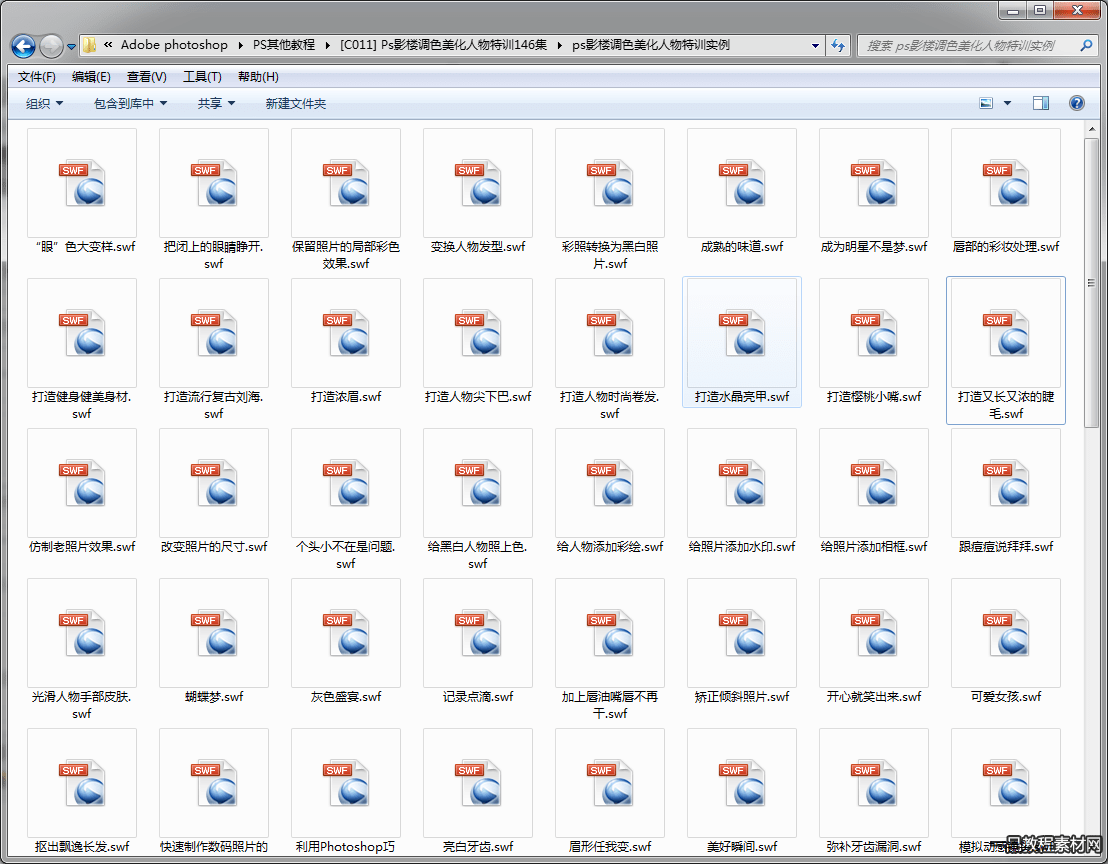 « Adobe photoshop ▸ PS其他教程 ▸ [C011] Ps影楼调色美化人物特训146集 ▸ ps影楼调色美化人物特训实例
搜索 ps影楼调色美化人物特训实例
文件(F) 编辑(E) 查看(V) 工具(T) 帮助(H)
组织 包含到库中 共享 新建文件夹
SWF SWF SWF SWF SWF SWF SWF SWF
“眼”色大变样.swf
把闭上的眼睛睁开.
swf
保留照片的局部彩色
效果.swf
变换人物发型.swf
彩照转换为黑白照
片.swf
成熟的味道.swf
成为明星不是梦.swf
唇部的彩妆处理.swf
SWF SWF SWF SWF SWF SWF SWF SWF
打造健身健美身材.
swf
打造流行复古刘海.
swf
打造浓眉.swf
打造人物尖下巴.swf
打造人物时尚卷发.
swf
打造水晶亮甲.swf
打造樱桃小嘴.swf
打造又长又浓的睫
毛.swf
SWF SWF SWF SWF SWF SWF SWF SWF
仿制老照片效果.swf
改变照片的尺寸.swf
个头小不在是问题.
swf
给黑白人物照上色.
swf
给人物添加彩绘.swf
给照片添加水印.swf
给照片添加相框.swf
跟痘痘说拜拜.swf
SWF SWF SWF SWF SWF SWF SWF SWF
光滑人物手部皮肤.
swf
蝴蝶梦.swf
灰色盛宴.swf
记录点滴.swf
加上唇油嘴唇不再
干.swf
矫正倾斜照片.swf
开心就笑出来.swf
可爱女孩.swf
SWF SWF SWF SWF SWF SWF SWF SWF
抠出飘逸长发.swf
快速制作数码照片的
利用Photoshop巧
亮白牙齿.swf
眉形任我变.swf
美好瞬间.swf
弥补牙齿漏洞.swf
模拟动
教程素材网